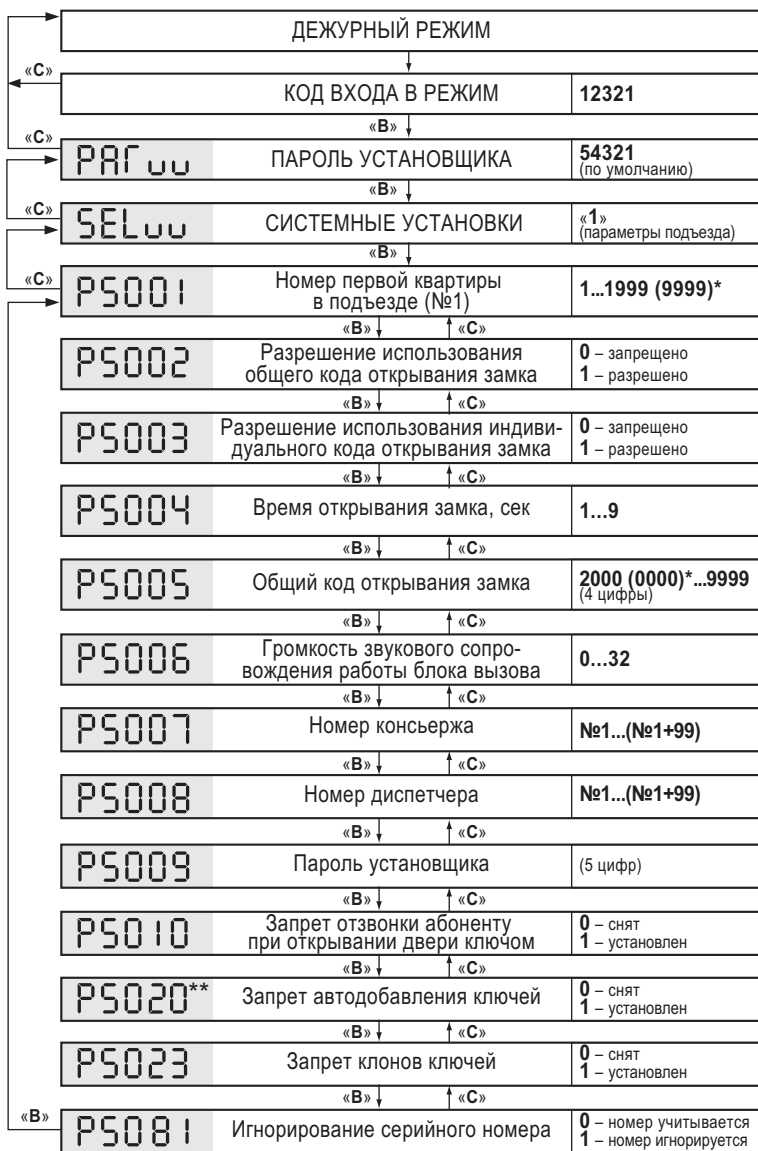 ДЕЖУРНЫЙ РЕЖИМ
«C»
КОД ВХОДА В РЕЖИМ
12321
«B»
«C»
PAГ ևև
ПАРОЛЬ УСТАНОВЩИКА
54321
(по умолчанию)
«B»
«C»
SEL ևև
СИСТЕМНЫЕ УСТАНОВКИ
«1»
(параметры подъезда)
«B»
«C»
PS001
Номер первой квартиры
в подъезде (№1)
1...1999 (9999)*
«B» «C»
PS002
Разрешение использования
общего кода открывания замка
0 – запрещено
1 – разрешено
«B» «C»
PS003
Разрешение использования индиви-
дуального кода открывания замка
0 – запрещено
1 – разрешено
«B» «C»
PS004
Время открывания замка, сек
1...9
«B» «C»
PS005
Общий код открывания замка
2000 (0000)*...9999
(4 цифры)
«B» «C»
PS006
Громкость звукового сопро-
вождения работы блока вызова
0...32
«B» «C»
PS007
Номер консьержа
№1...(№1+99)
«B» «C»
PS008
Номер диспетчера
№1...(№1+99)
«B» «C»
PS009
Пароль установщика
(5 цифр)
«B» «C»
PS010
Запрет отзвонки абоненту
при открывании двери ключом
0 – снят
1 – установлен
«B» «C»
PS020**
Запрет автодобавления ключей
0 – снят
1 – установлен
«B» «C»
PS023
Запрет клонов ключей
0 – снят
1 – установлен
«B» «C»
«B»
PS081
Игнорирование серийного номера
0 – номер учитывается
1 – номер игнорируется